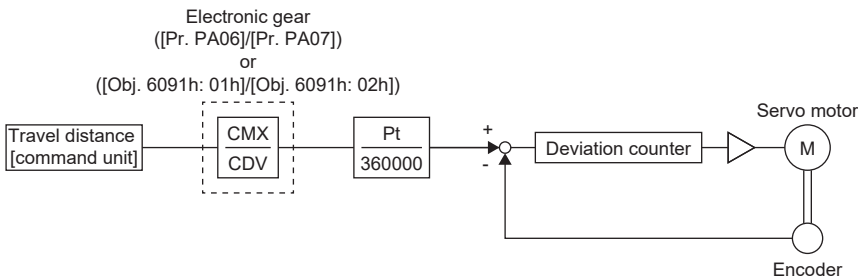 Electronic gear
([Pr. PA06]/[Pr. PA07])
or
([Obj. 6091h: 01h]/[Obj. 6091h: 02h])
Travel distance
[command unit]
CMX
CDV
Pt
360000
+
-
Deviation counter
Servo motor
M
Encoder